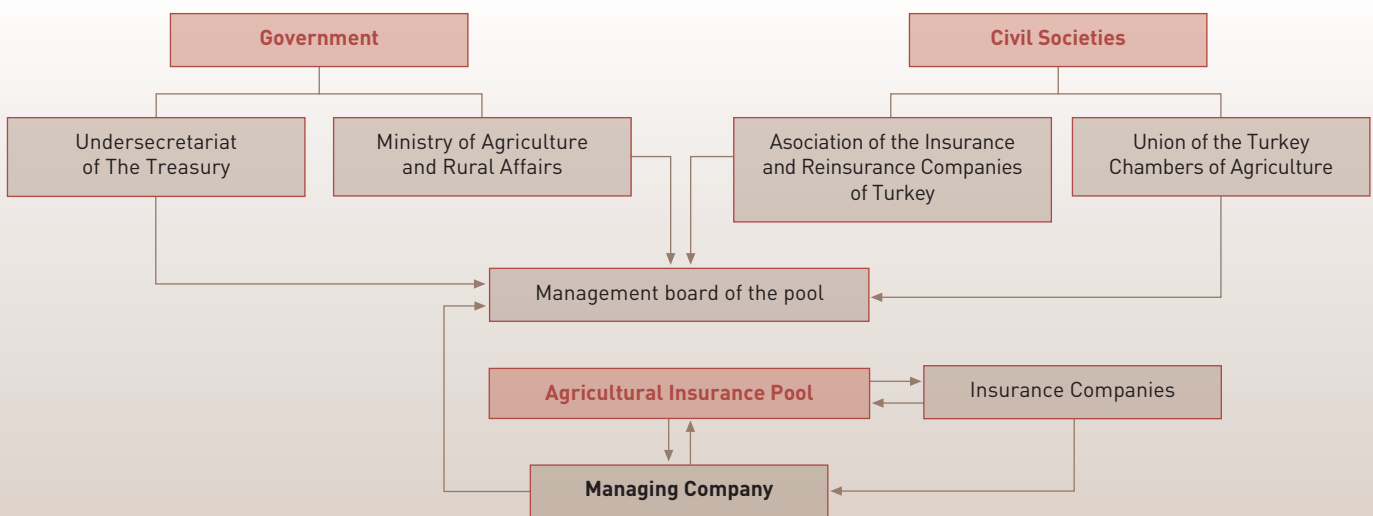 Government
Civil Societies
Undersecretariat
of The Treasury
Ministry of Agriculture
and Rural Affairs
Asociation of the Insurance
and Reinsurance Companies
of Turkey
Union of the Turkey
Chambers of Agriculture
Management board of the pool
Agricultural Insurance Pool
Insurance Companies
Managing Company